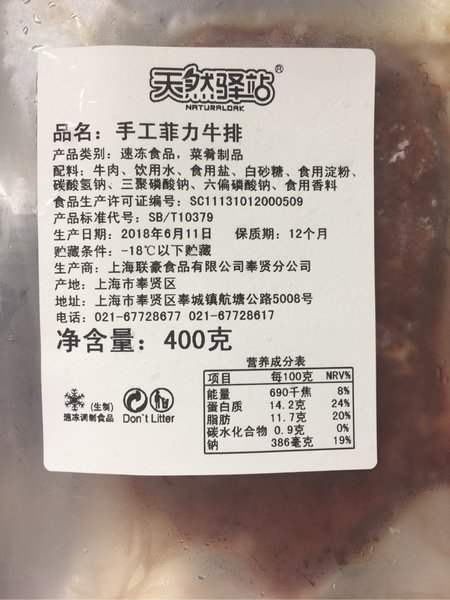 天然驿站®
NATURALOAK
品名：手工菲力牛排
产品类别：速冻食品，菜肴制品
配料：牛肉、饮用水、食用盐、白砂糖、食用淀粉、
碳酸氢钠、三聚磷酸钠、六偏磷酸钠、食用香料
食品生产许可证编号：SC11131012000509
产品标准代号：SB/T10379
生产日期：2018年6月11日 保质期：12个月
贮藏条件：-18℃以下贮藏
生产商：上海联豪食品有限公司奉贤分公司
产地：上海市奉贤区
地址：上海市奉贤区奉城镇航塘公路5008号
电话：021-67728677 021-67728617
净含量：400克
营养成分表
项目 每100克 NRV%
能量 690千焦 8%
蛋白质 14.2克 24%
脂肪 11.7克 20%
碳水化合物 0.9克 0%
钠 386毫克 19%
(生制)
速冻调制食品 Don't Litter